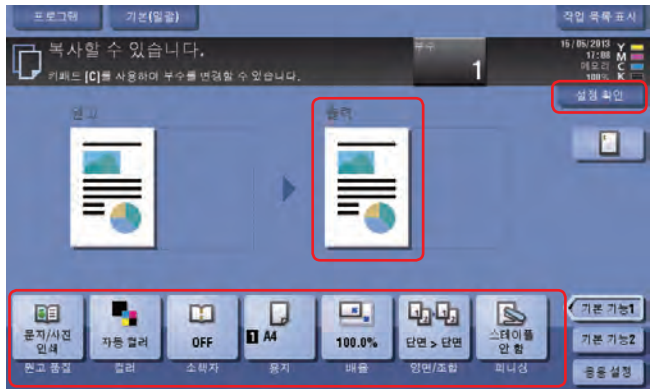 프로그램
기본(일괄)
작업 목록 표시
복사할 수 있습니다.
부수
1
키패드 [C]를 사용하여 부수를 변경할 수 있습니다.
15/05/2013
17:08
메모리
100%
Y
M
C
K
설정 확인
원고
출력
문자/사진
인쇄
자동 컬러
OFF
1 A4
100.0%
단면 > 단면
스테이플
안 함
원고 품질
컬러
소책자
용지
배율
양면/조합
피니싱
기본 기능1
기본 기능2
응용 설정